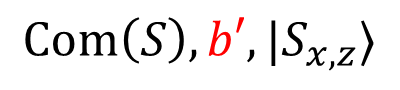 Com(S), b′, |S_{x,z}⟩